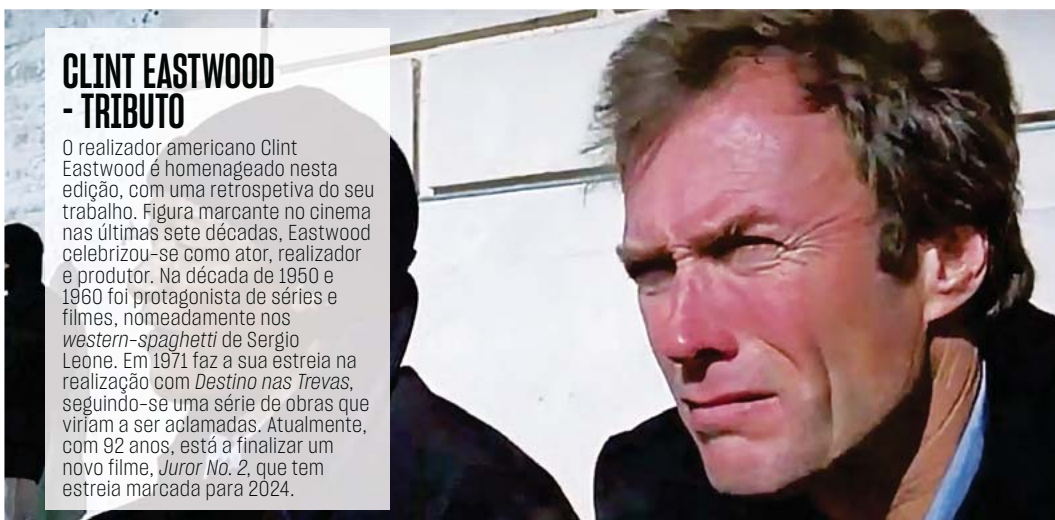 CLINT EASTWOOD
- TRIBUTO
O realizador americano Clint
Eastwood é homenageado nesta
edição, com uma retrospetiva do seu
trabalho. Figura marcante no cinema
nas últimas sete décadas, Eastwood
celebrizou-se como ator, realizador
e produtor. Na década de 1950 e
1960 foi protagonista de séries e
filmes, nomeadamente nos
western-spaghetti de Sergio
Leone. Em 1971 faz a sua estreia na
realização com Destino nas Trevas,
seguindo-se uma série de obras que
viriam a ser aclamadas. Atualmente,
com 92 anos, está a finalizar um
novo filme, Juror No. 2, que tem
estreia marcada para 2024.